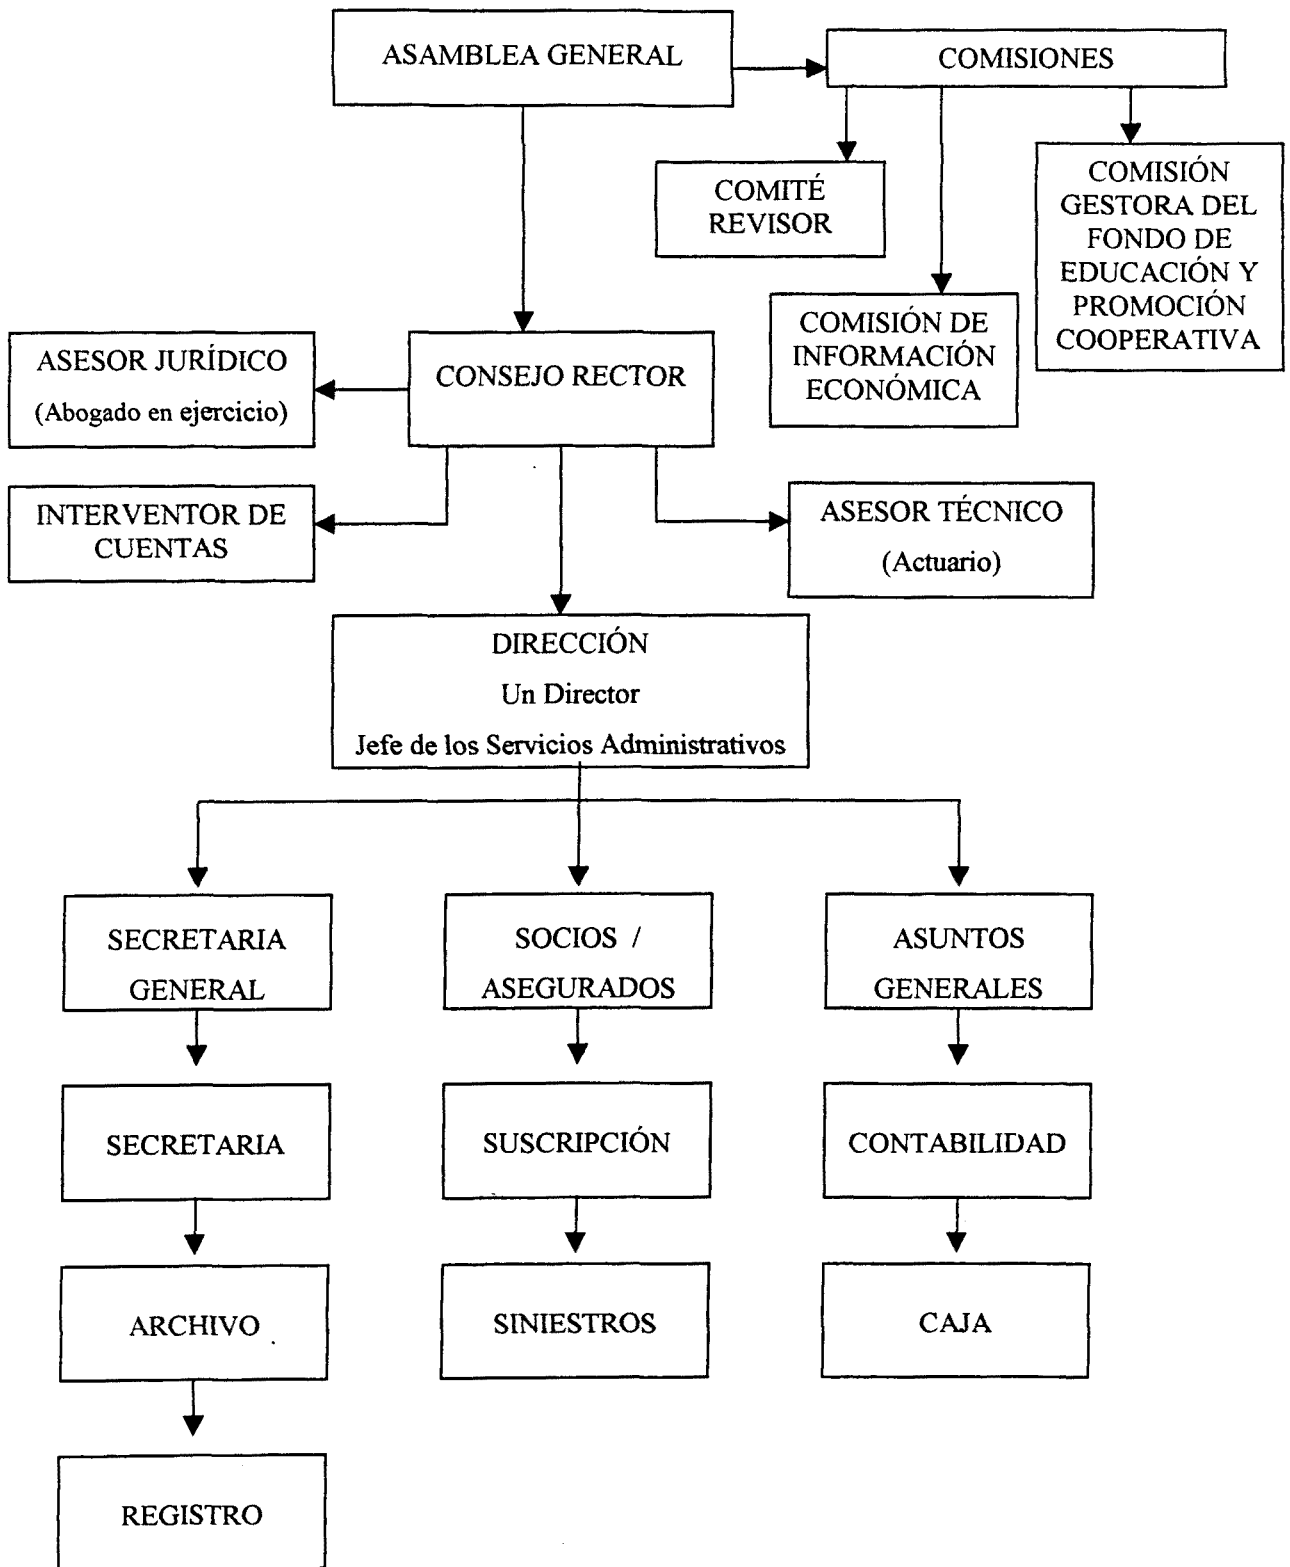 ASAMBLEA GENERAL
COMISIONES
COMITÉ
REVISOR
COMISIÓN DE
INFORMACIÓN
ECONÓMICA
COMISIÓN
GESTORA DEL
FONDO DE
EDUCACIÓN Y
PROMOCIÓN
COOPERATIVA
ASESOR JURÍDICO
(Abogado en ejercicio)
CONSEJO RECTOR
INTERVENTOR DE
CUENTAS
ASESOR TÉCNICO
(Actuario)
DIRECCIÓN
Un Director
Jefe de los Servicios Administrativos
SECRETARIA
GENERAL
SOCIOS /
ASEGURADOS
ASUNTOS
GENERALES
SECRETARIA
SUSCRIPCIÓN
CONTABILIDAD
ARCHIVO
SINIESTROS
CAJA
REGISTRO